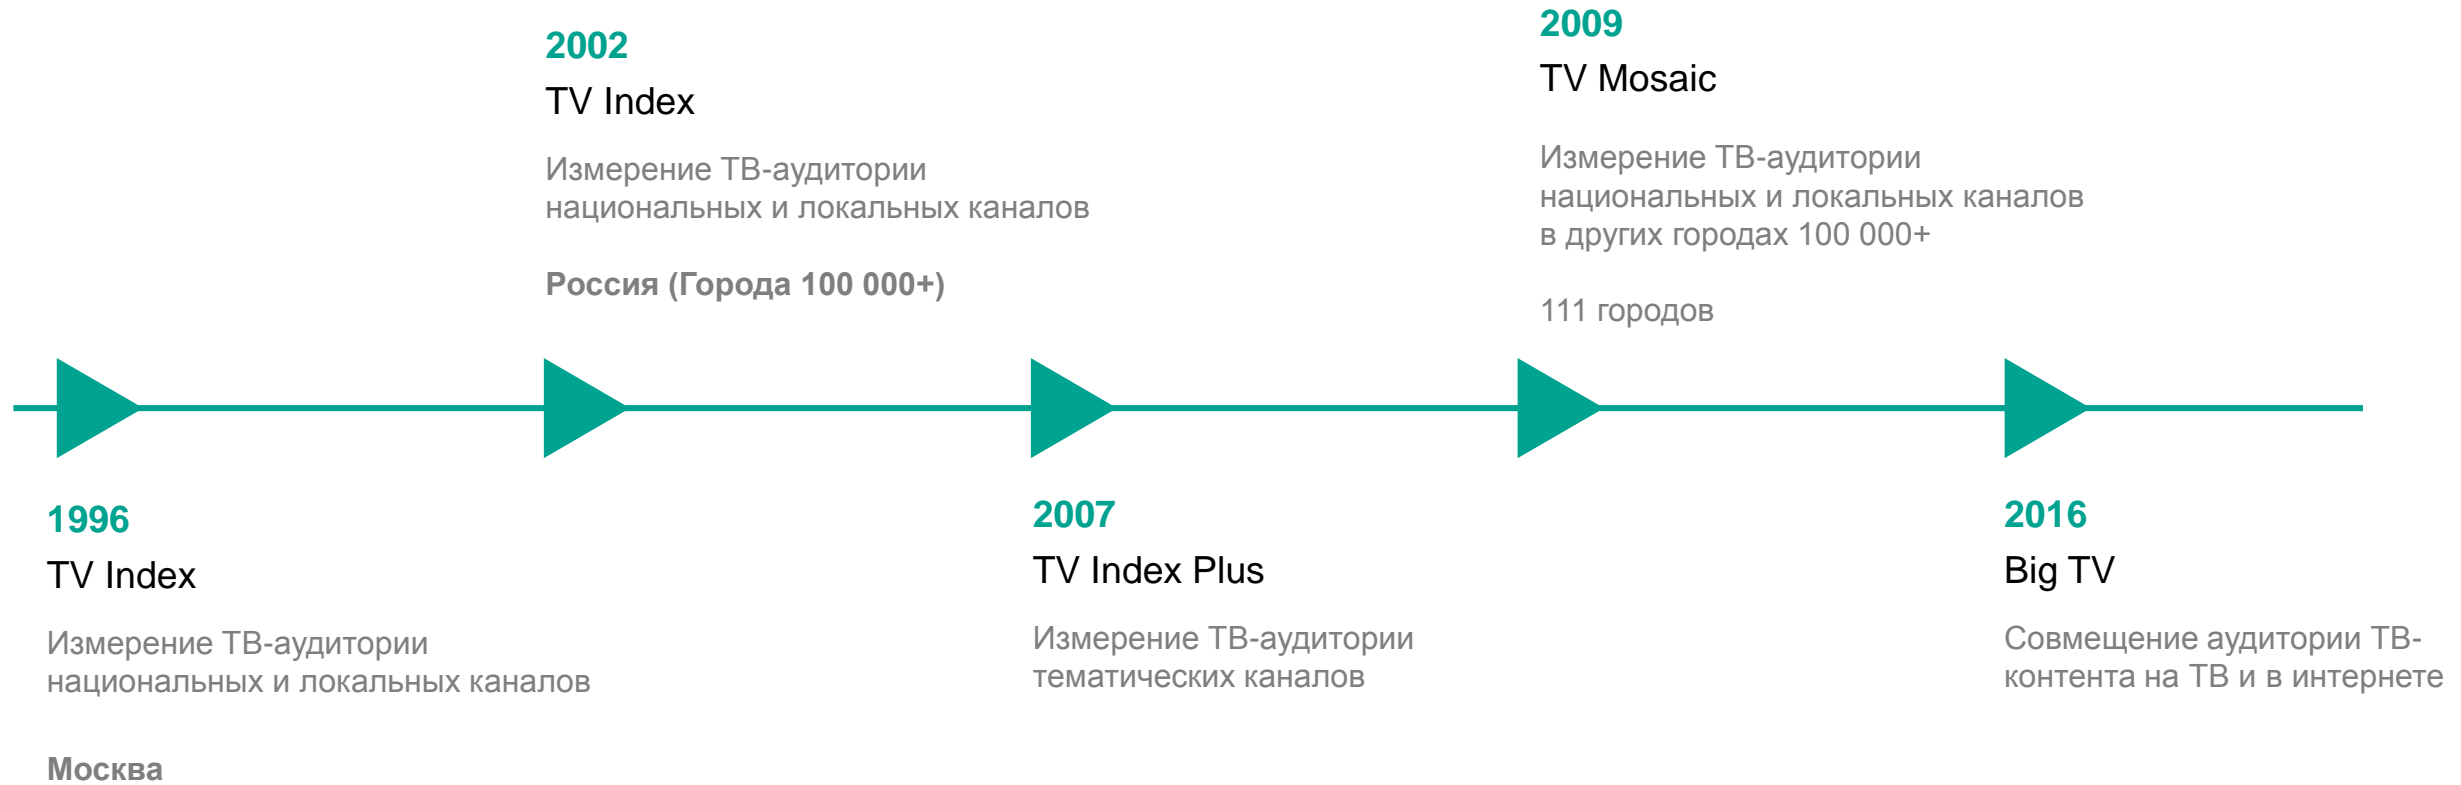 2002
TV Index
Измерение ТВ-аудитории
национальных и локальных каналов
Россия (Города 100 000+)
2009
TV Mosaic
Измерение ТВ-аудитории
национальных и локальных каналов
в других городах 100 000+
111 городов
1996
TV Index
Измерение ТВ-аудитории
национальных и локальных каналов
Москва
2007
TV Index Plus
Измерение ТВ-аудитории
тематических каналов
2016
Big TV
Совмещение аудитории ТВ-
контента на ТВ и в интернете